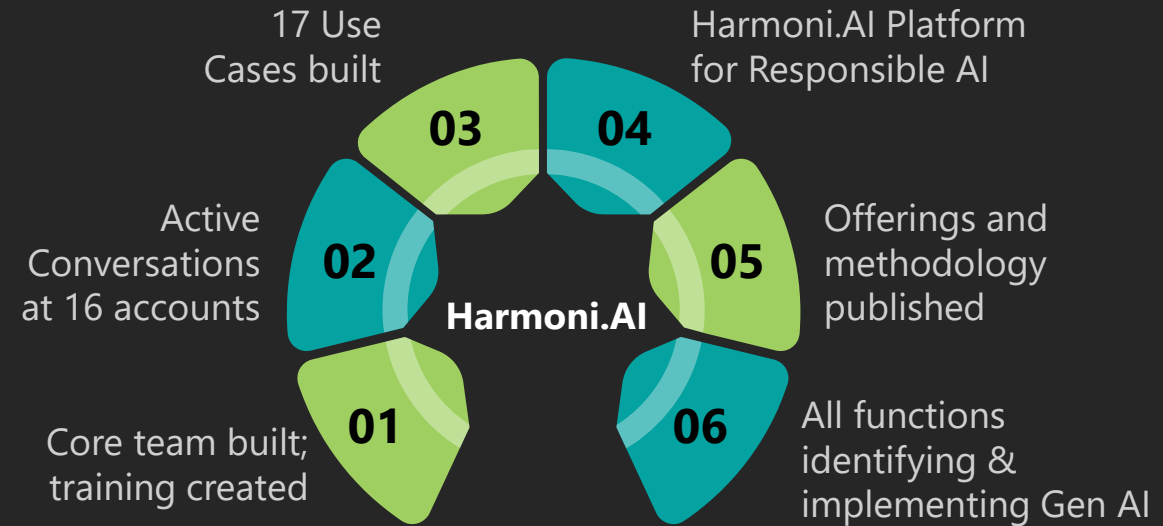 17 Use
Cases built
03
Harmoni.AI Platform
for Responsible AI
04
Active
Conversations
at 16 accounts
02
Offerings and
methodology
published
05
Harmoni.AI
Core team built;
training created
01
All functions
identifying &
implementing Gen AI
06